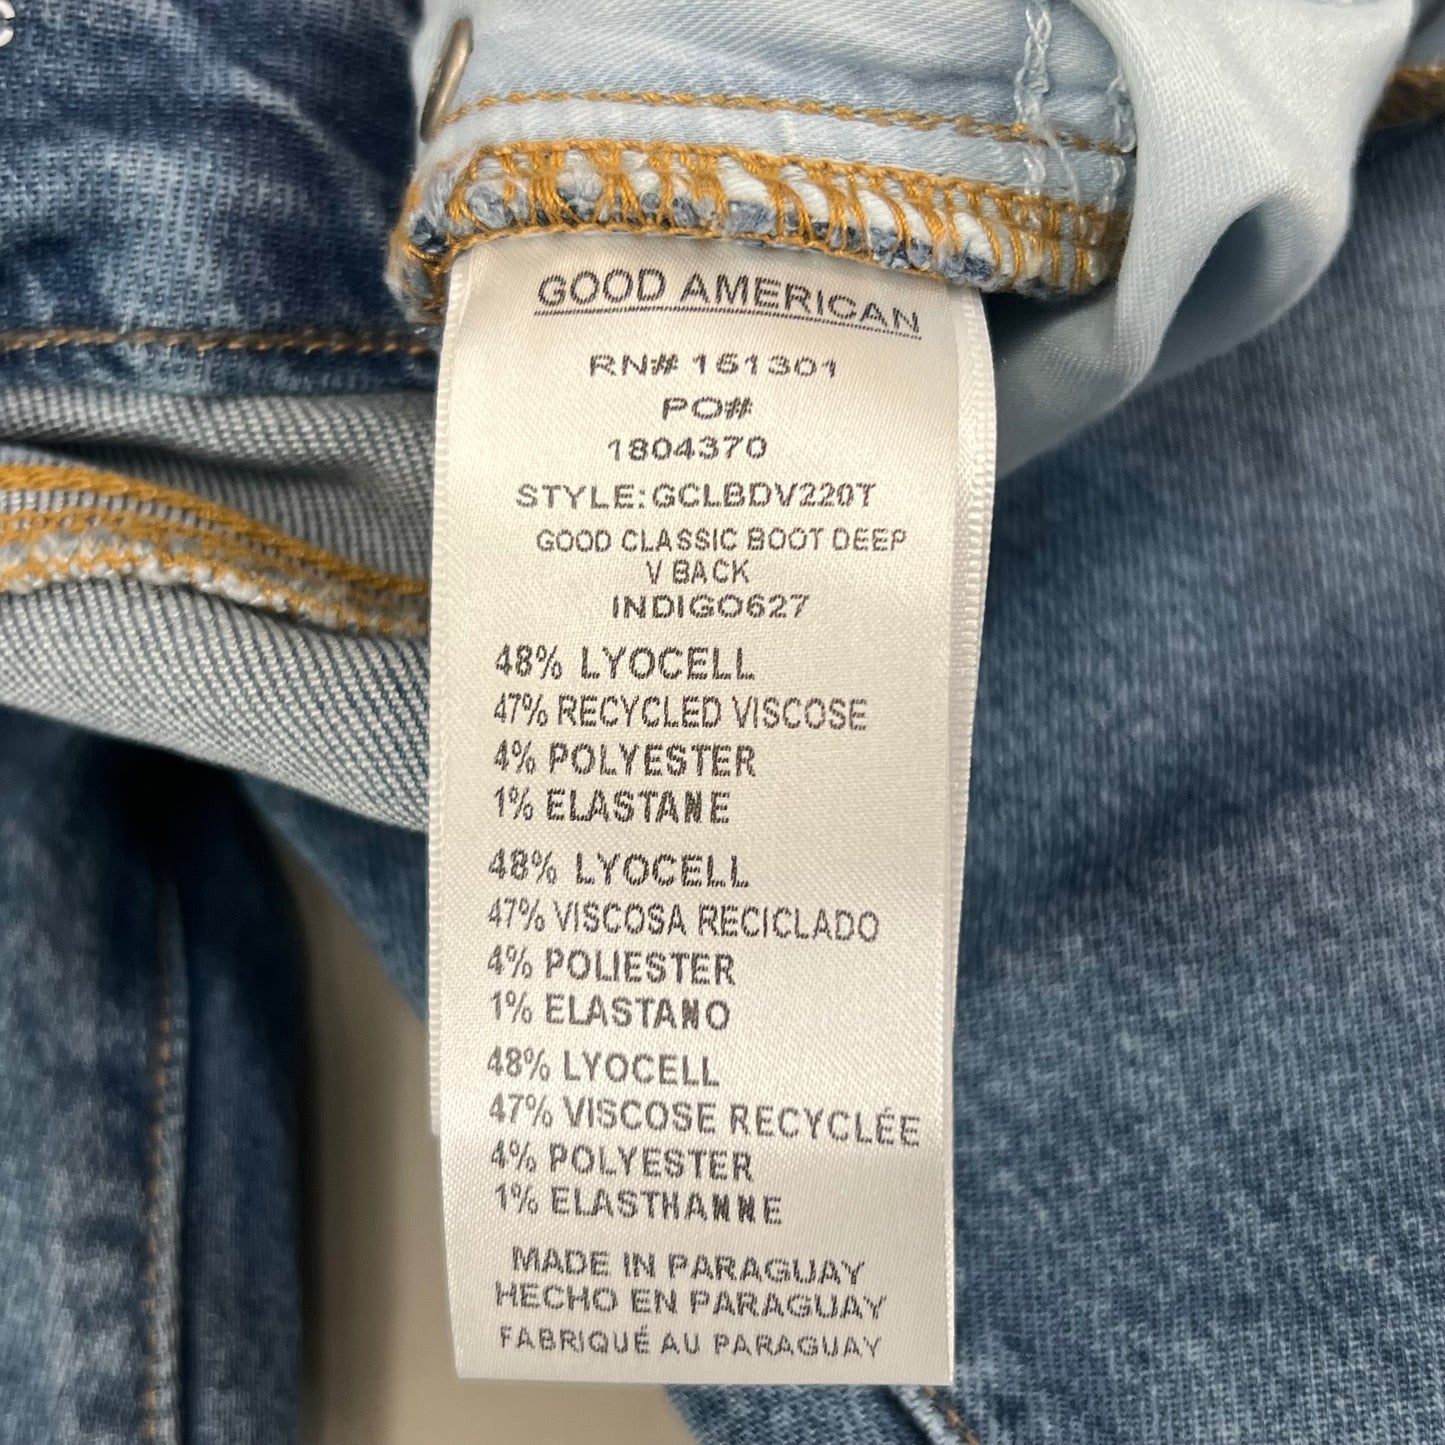 GOOD AMERICAN
RN# 151301
PO#
1804370
STYLE:GCLBDV220T
GOOD CLASSIC BOOT DEEP
V BACK
INDIGO627
48% LYOCELL
47% RECYCLED VISCOSE
4% POLYESTER
1% ELASTANE
48% LYOCELL
47% VISCOSA RECICLADO
4% POLIESTER
1% ELASTANO
48% LYOCELL
47% VISCOSE RECYCLÉE
4% POLYESTER
1% ELASTHANNE
MADE IN PARAGUAY
HECHO EN PARAGUAY
FABRIQUÉ AU PARAGUAY